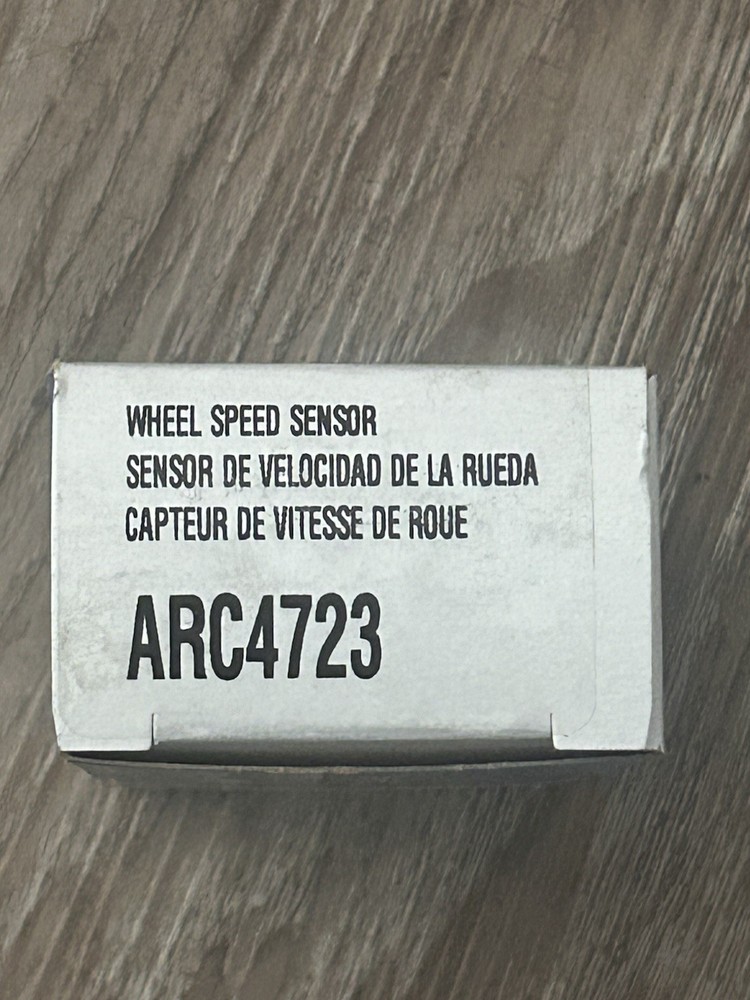 WHEEL SPEED SENSOR
SENSOR DE VELOCIDAD DE LA RUEDA
CAPTEUR DE VITESSE DE ROUE
ARC4723